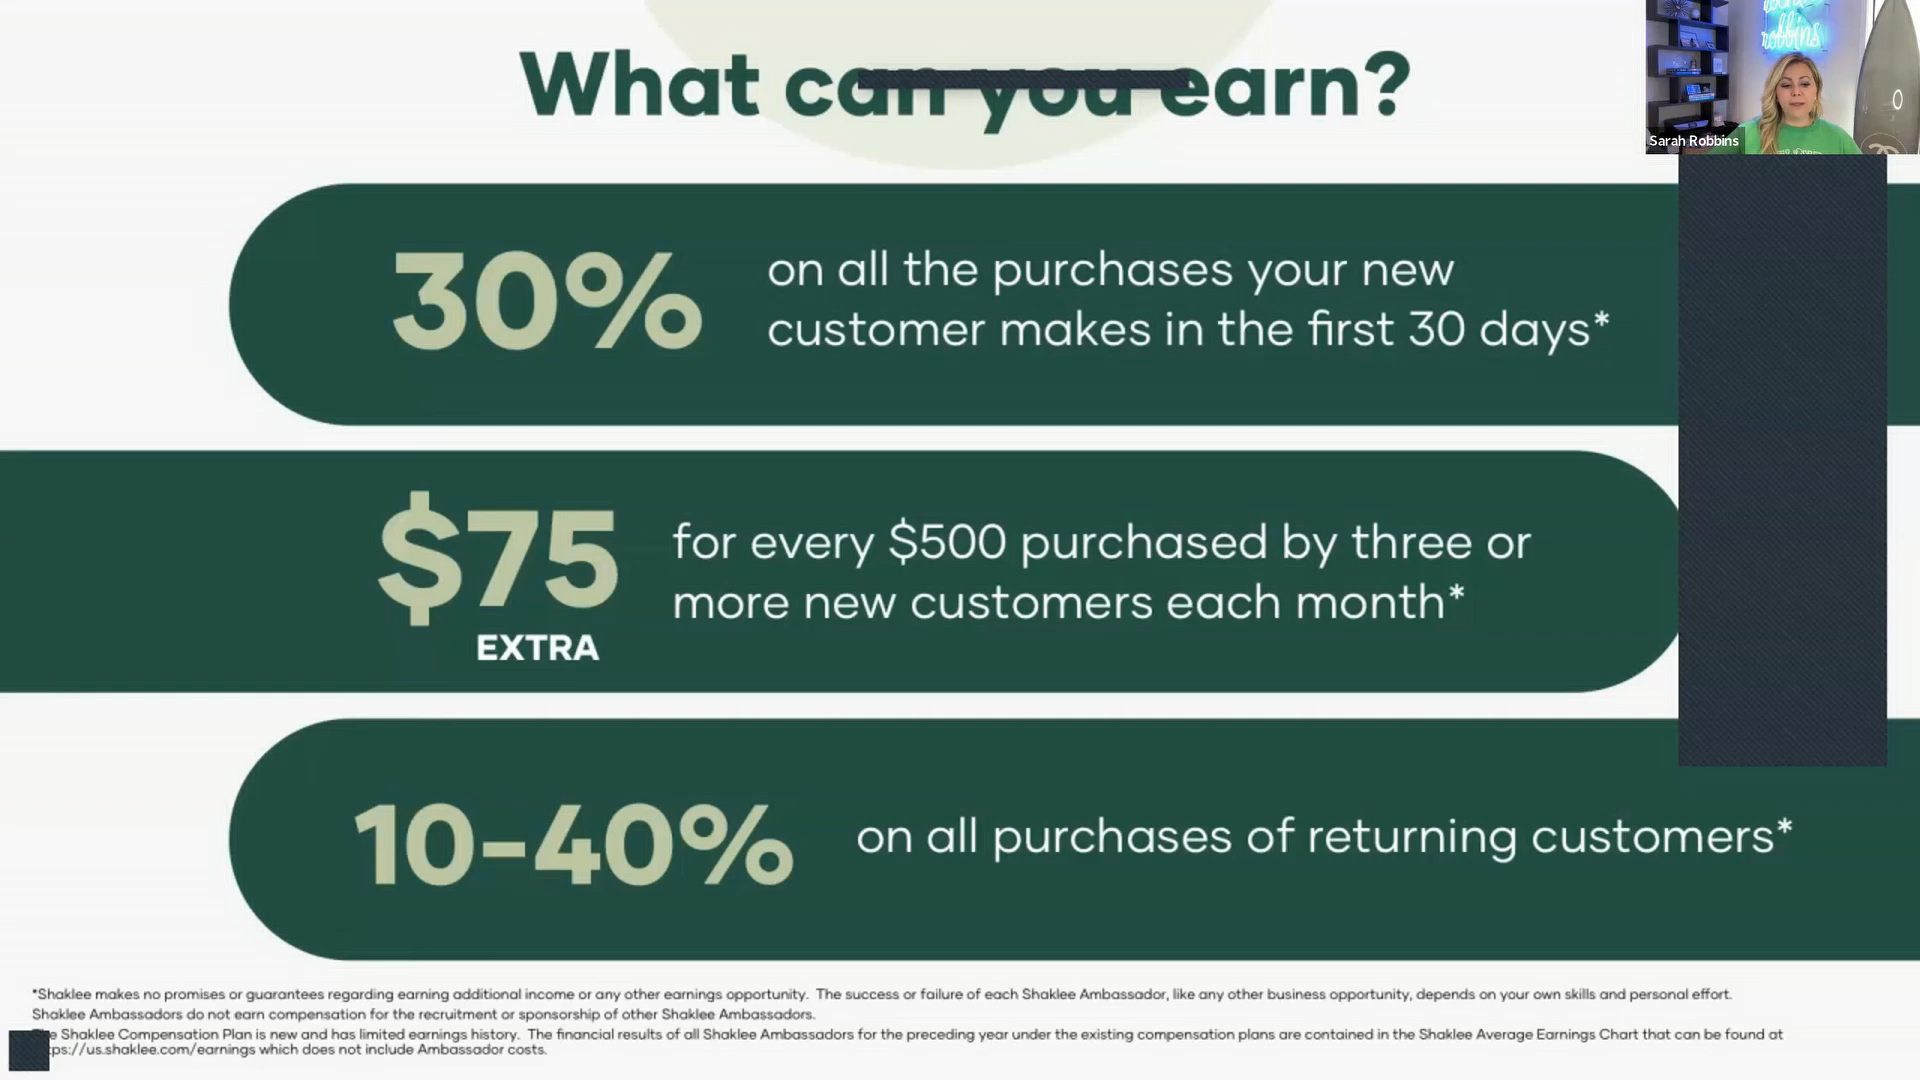 What can you earn?
robbins
Sarah Robbins
30%
on all the purchases your new
customer makes in the first 30 days*
$75
EXTRA
for every $500 purchased by three or
more new customers each month*
10-40%
on all purchases of returning customers*
*Shaklee makes no promises or guarantees regarding earning additional income or any other earnings opportunity. The success or failure of each Shaklee Ambassador, like any other business opportunity, depends on your own skills and personal effort.
Shaklee Ambassadors do not earn compensation for the recruitment or sponsorship of other Shaklee Ambassadors.
Shaklee Compensation Plan is new and has limited earnings history. The financial results of all Shaklee Ambassadors for the preceding year under the existing compensation plans are contained in the Shaklee Average Earnings Chart that can be found at
ps://us.shaklee.com/earnings which does not include Ambassador costs.